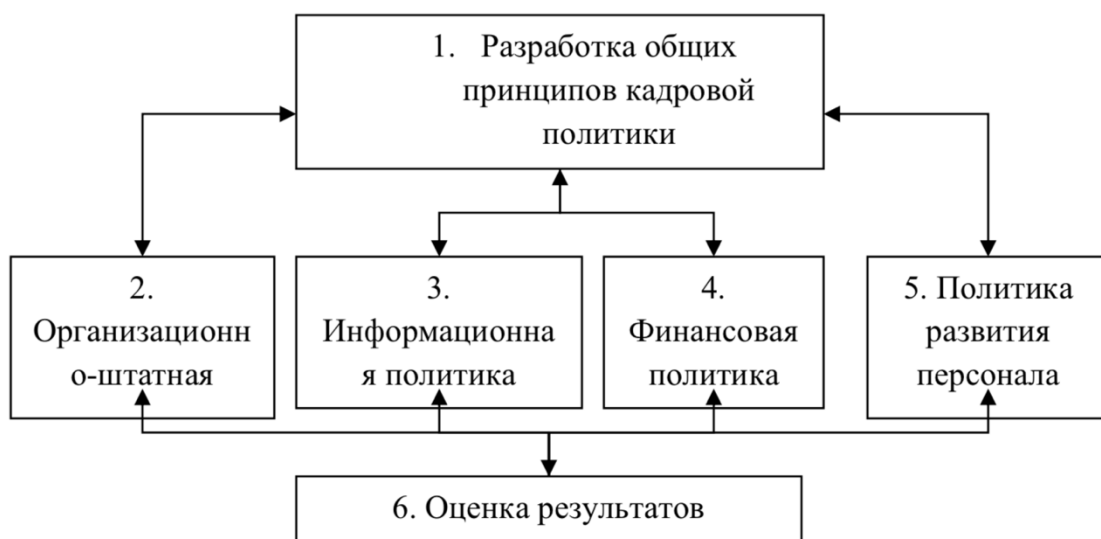 1. Разработка общих
принципов кадровой
политики
2.
Организационн
о-штатная
3.
Информационна
я политика
4.
Финансовая
политика
5. Политика
развития
персонала
6. Оценка результатов